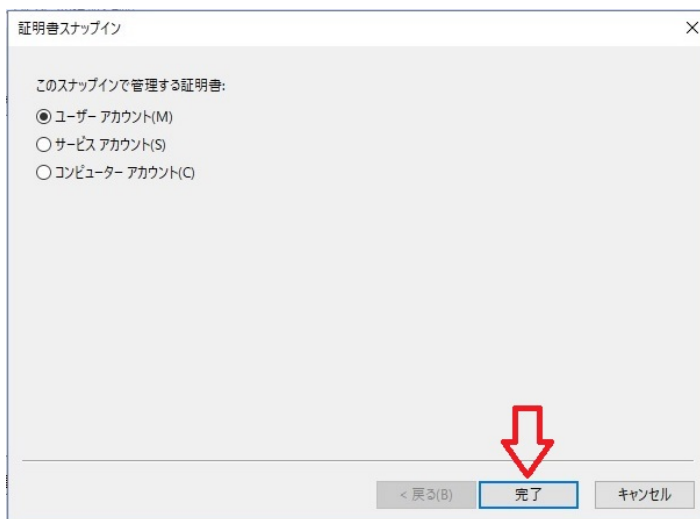 証明書スナップイン
このスナップインで管理する証明書:
ユーザー アカウント(M)
サービス アカウント(S)
コンピューター アカウント(C)
< 戻る(B)
完了
キャンセル